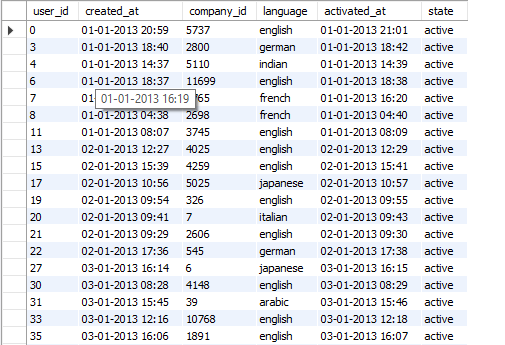 user_id created_at company_id language activated_at state
0 01-01-2013 20:59 5737 english 01-01-2013 21:01 active
3 01-01-2013 18:40 2800 german 01-01-2013 18:42 active
4 01-01-2013 14:37 5110 indian 01-01-2013 14:39 active
6 01-01-2013 18:37 11699 english 01-01-2013 18:38 active
7 01-01-2013 16:19 french 01-01-2013 16:20 active
8 01-01-2013 04:38 2698 french 01-01-2013 04:40 active
11 01-01-2013 08:07 3745 english 01-01-2013 08:09 active
13 02-01-2013 12:27 4025 english 02-01-2013 12:29 active
15 02-01-2013 15:39 4259 english 02-01-2013 15:41 active
17 02-01-2013 10:56 5025 japanese 02-01-2013 10:57 active
19 02-01-2013 09:54 326 english 02-01-2013 09:55 active
20 02-01-2013 09:41 7 italian 02-01-2013 09:43 active
21 02-01-2013 09:29 2606 english 02-01-2013 09:30 active
22 02-01-2013 17:36 545 german 02-01-2013 17:38 active
27 03-01-2013 16:14 6 japanese 03-01-2013 16:15 active
30 03-01-2013 08:28 4148 english 03-01-2013 08:29 active
31 03-01-2013 15:45 39 arabic 03-01-2013 15:46 active
33 03-01-2013 12:16 10768 english 03-01-2013 12:18 active
35 03-01-2013 16:06 1891 english 03-01-2013 16:07 active